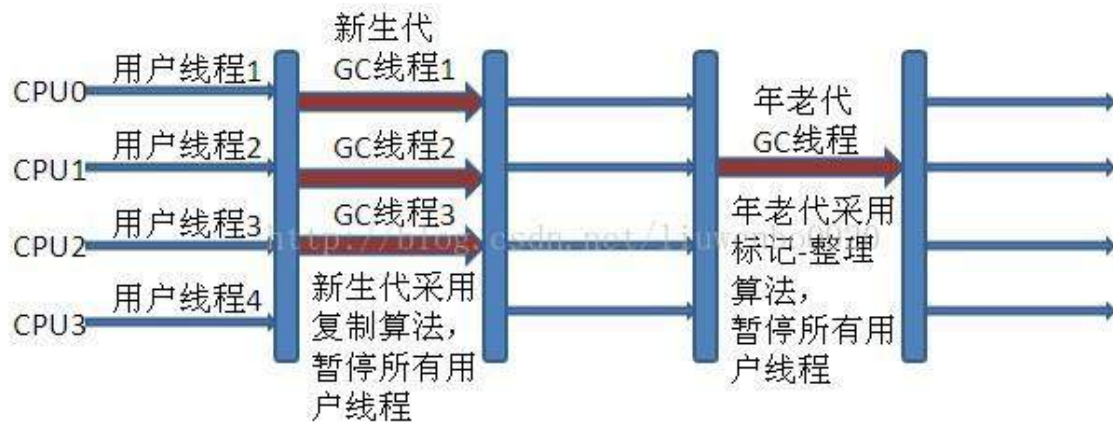 CPU0
用户线程1
CPU1
用户线程2
CPU2
用户线程3
CPU3
用户线程4
新生代
GC线程1
GC线程2
GC线程3
新生代采用
复制算法,
暂停所有用
户线程
年老代
GC线程
年老代采用
标记-整理
算法,
暂停所有用
户线程